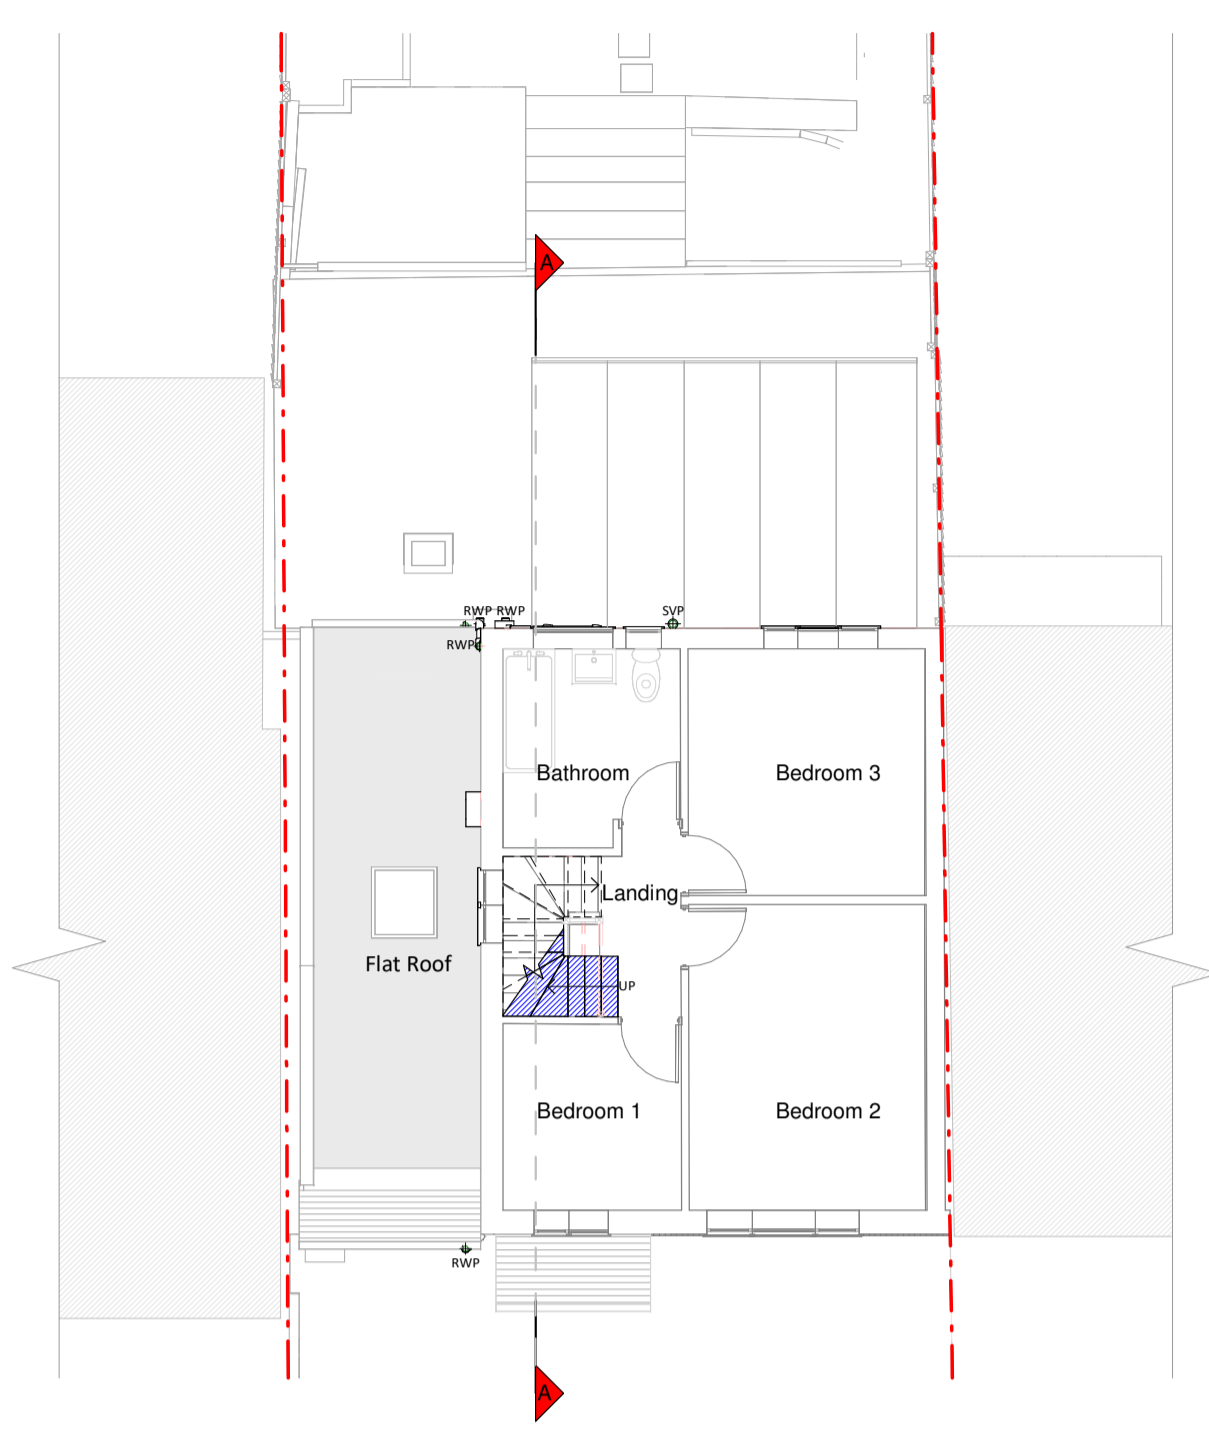 A
RWP RWP
SVP
RWP
Bathroom
Bedroom 3
Landing
Flat Roof
UP
Bedroom 1
Bedroom 2
RWP
A